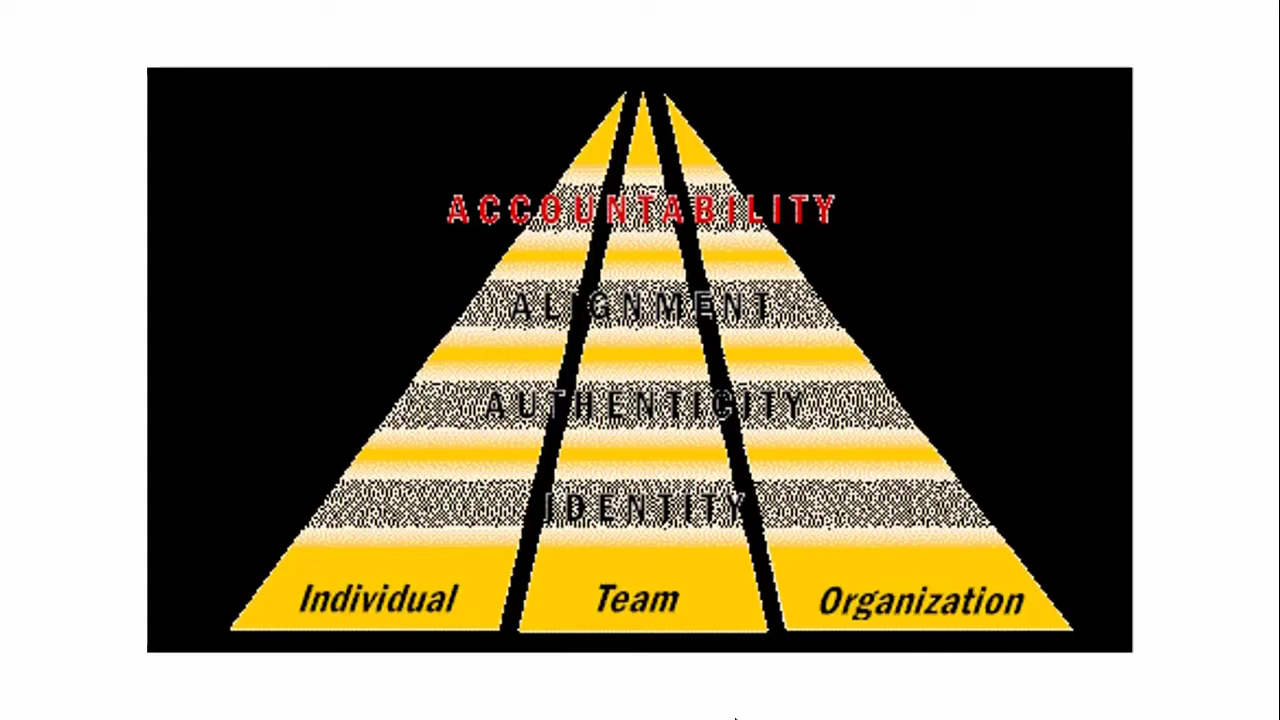 ACCOUNTABILITY
ALIGNMENT
AUTHENTICITY
IDENTITY
Individual Team Organization